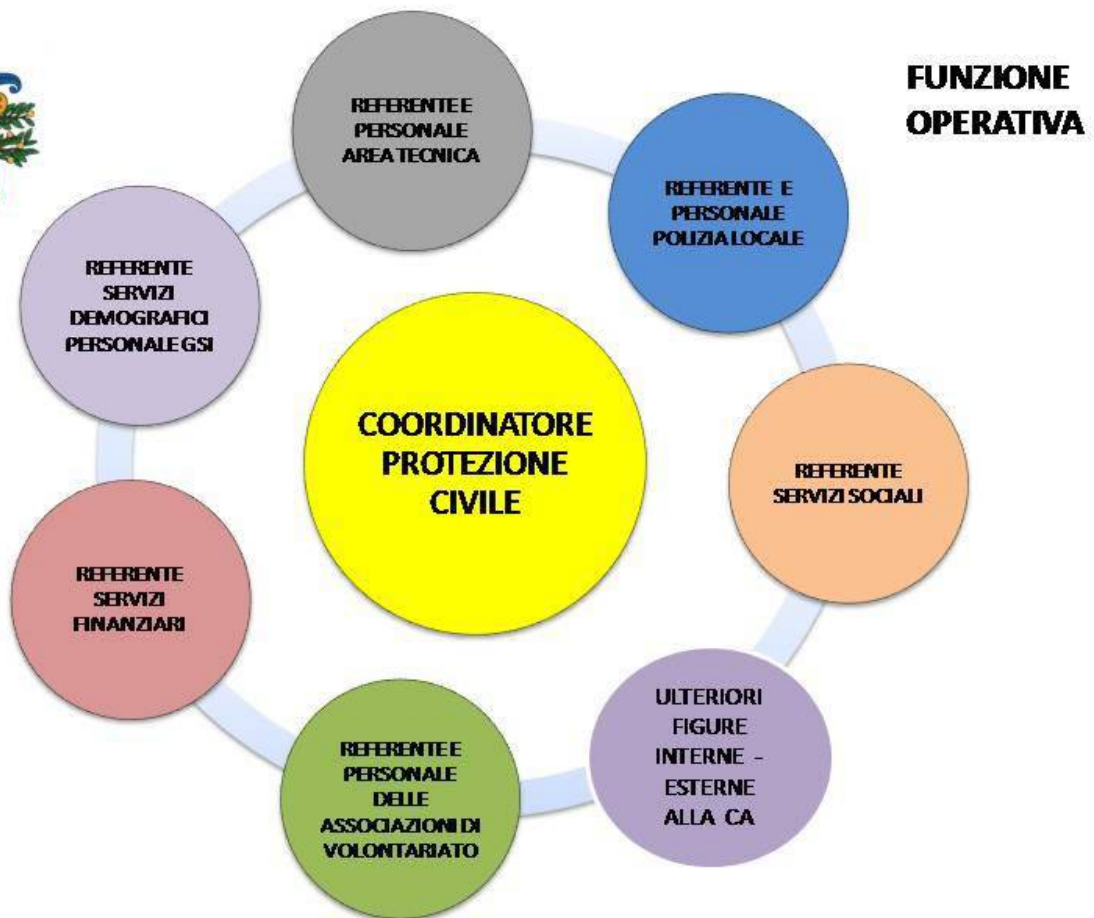 FUNZIONE
OPERATIVA
REFERENTE E
PERSONALE
AREA TECNICA
REFERENTE E
PERSONALE
POLIZIA LOCALE
REFERENTE
SERVIZI SOCIALI
ULTERIORI
FIGURE
INTERNE -
ESTERNE
ALLA CA
REFERENTE E
PERSONALE
DELLE
ASSOCIAZIONI DI
VOLONTARIATO
REFERENTE
SERVIZI
FINANZIARI
REFERENTE
SERVIZI
DEMOGRAFICI
PERSONALE GSI
COORDINATORE
PROTEZIONE
CIVILE